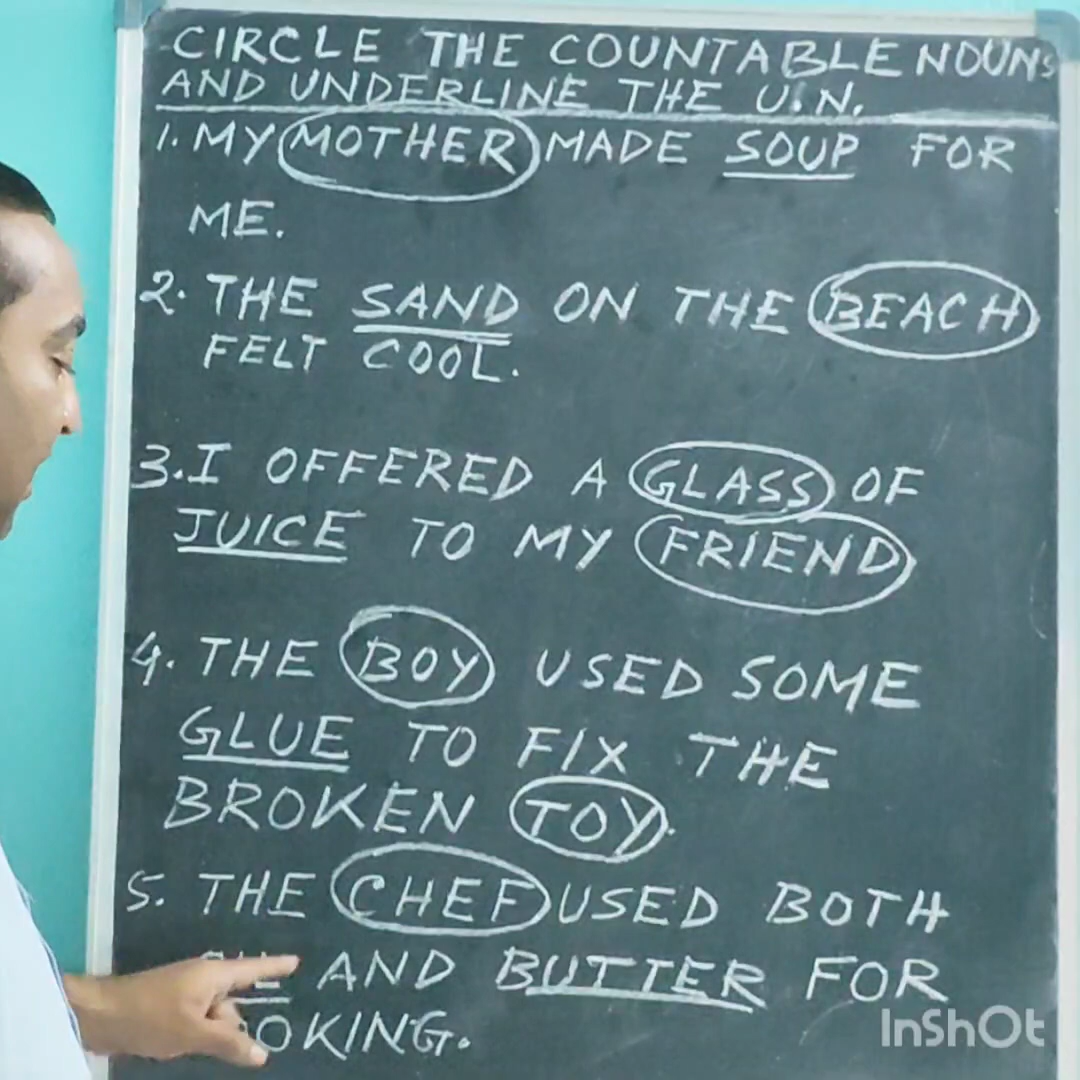 CIRCLE THE COUNTABLE NOUNS
AND UNDERLINE THE U.N.
1. MY MOTHER MADE SOUP FOR
ME.
2. THE SAND ON THE BEACH
FELT COOL.
3. I OFFERED A GLASS OF
JUICE TO MY FRIEND
4. THE BOY USED SOME
GLUE TO FIX THE
BROKEN TOY.
5. THE CHEF USED BOTH
AND BUTTER FOR
OKING.
InShOt